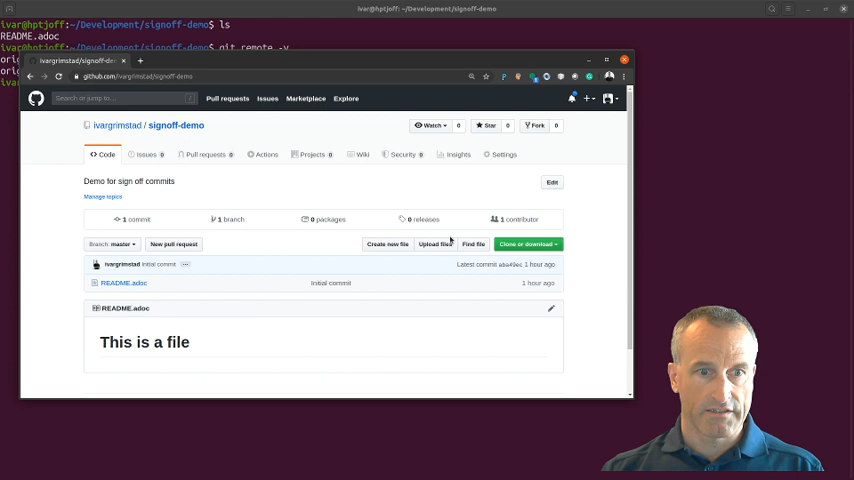 ivar@hptjoff: ~/Development/signoff-demo
ivar@hptjoff:~/Development/signoff-demo$ ls
README.adoc
ivar@hptjoff:~/Development/signoff-demo$ git remote -v
orig
orig
ivar
ivargrimstad/signoff-dem
github.com/ivargrimstad/signoff-demo
Search or jump to...
Pull requests Issues Marketplace Explore
ivargrimstad / signoff-demo
Watch 0 Star 0 Fork 0
Code Issues 0 Pull requests 0 Actions Projects 0 Wiki Security 0 Insights Settings
Demo for sign off commits
Edit
Manage topics
1 commit 1 branch 0 packages 0 releases 1 contributor
Branch: master New pull request Create new file Upload files Find file Clone or download
ivargrimstad Initial commit Latest commit aba49ec 1 hour ago
README.adoc Initial commit 1 hour ago
README.adoc
This is a file